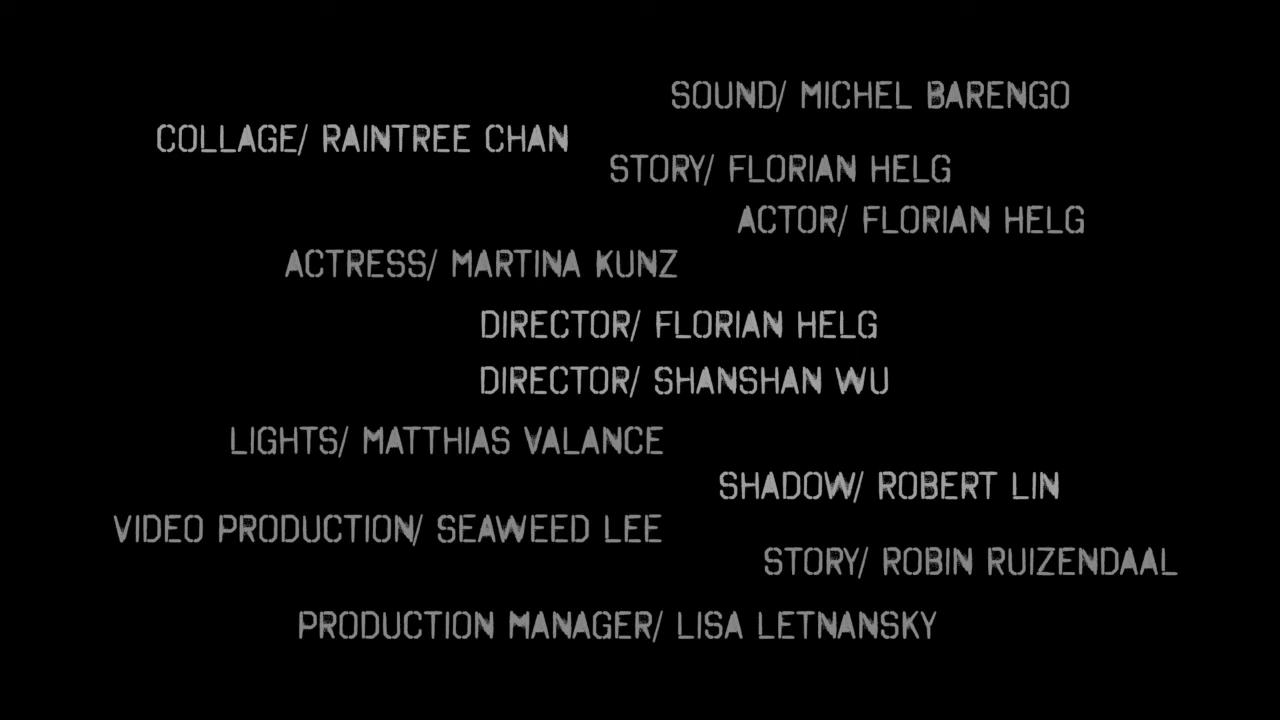 SOUND/ MICHEL BARENGO
COLLAGE/ RAINTREE CHAN
STORY/ FLORIAN HELG
ACTOR/ FLORIAN HELG
ACTRESS/ MARTINA KUNZ
DIRECTOR/ FLORIAN HELG
DIRECTOR/ SHANSHAN WU
LIGHTS/ MATTHIAS VALANCE
SHADOW/ ROBERT LIN
VIDEO PRODUCTION/ SEAWEED LEE
STORY/ ROBIN RUIZENDAAL
PRODUCTION MANAGER/ LISA LETNANSKY